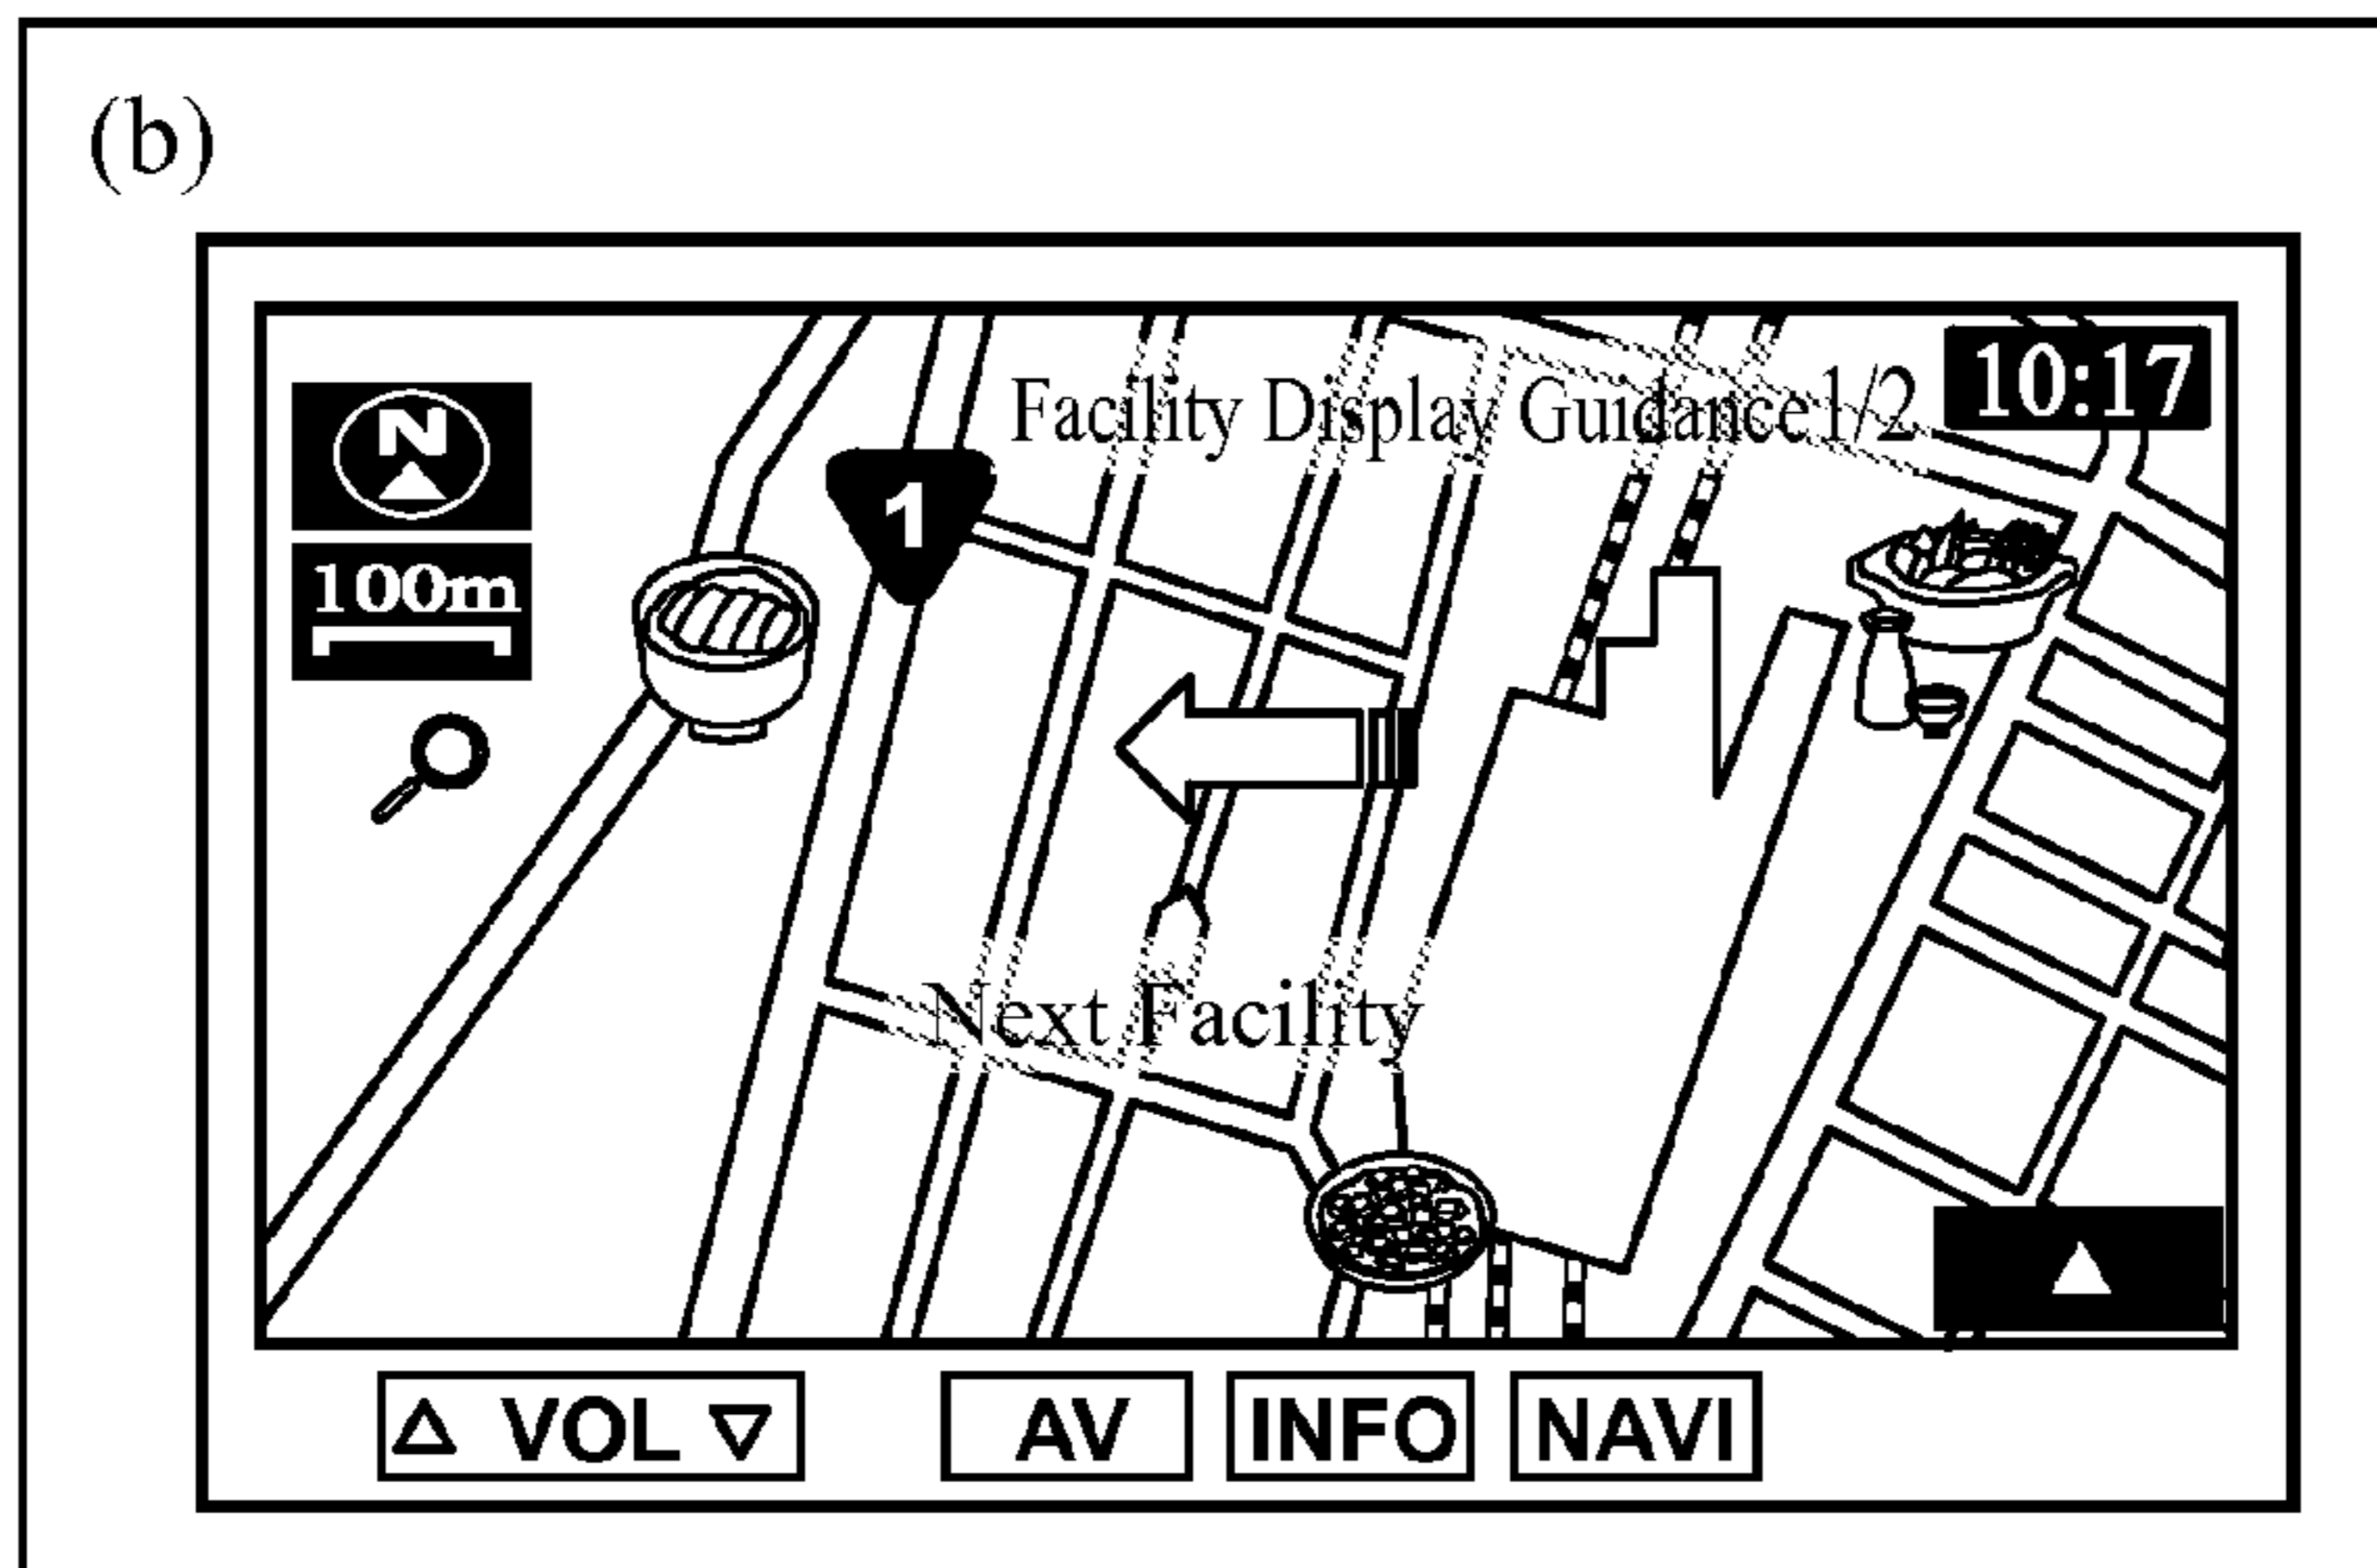 (b)
Facility Display Guidance 1/2
10:17
N
1
100m
Next Facility
VOL
AV
INFO
NAVI